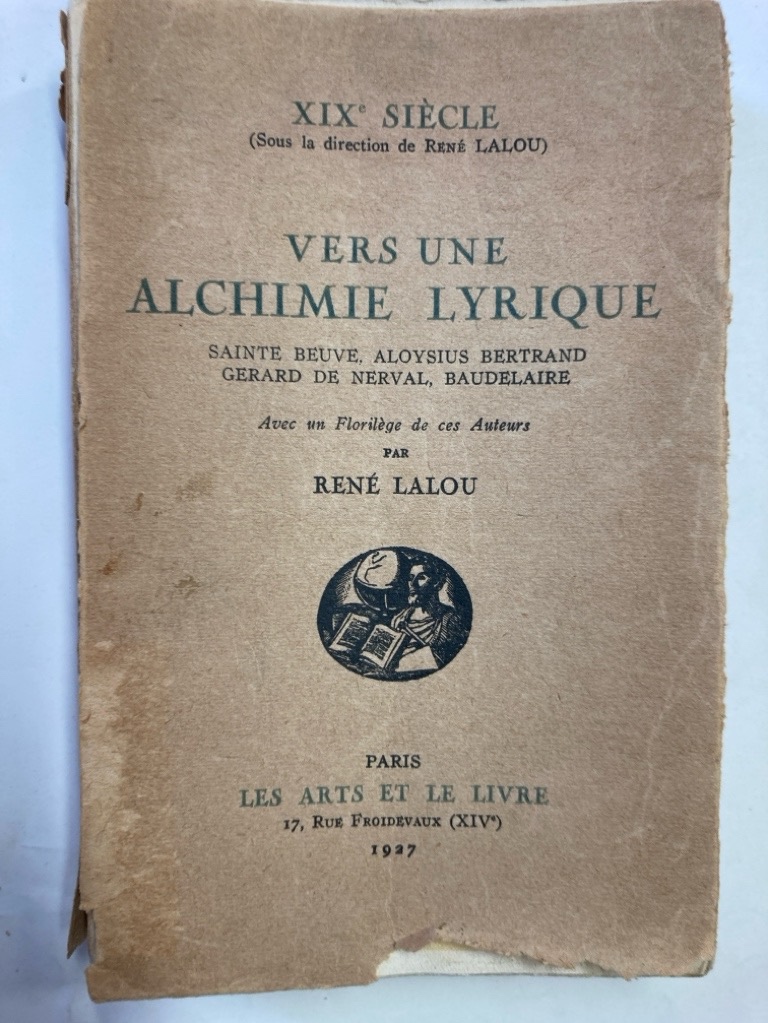 XIXe SIÈCLE
(Sous la direction de RENÉ LALOU)
VERS UNE
ALCHIMIE LYRIQUE
SAINTE BEUVE, ALOYSIUS BERTRAND
GERARD DE NERVAL, BAUDELAIRE
Avec un Florilège de ces Auteurs
PAR
RENÉ LALOU
PARIS
LES ARTS ET LE LIVRE
17, RUE FROIDEVAUX (XIVe)
1927